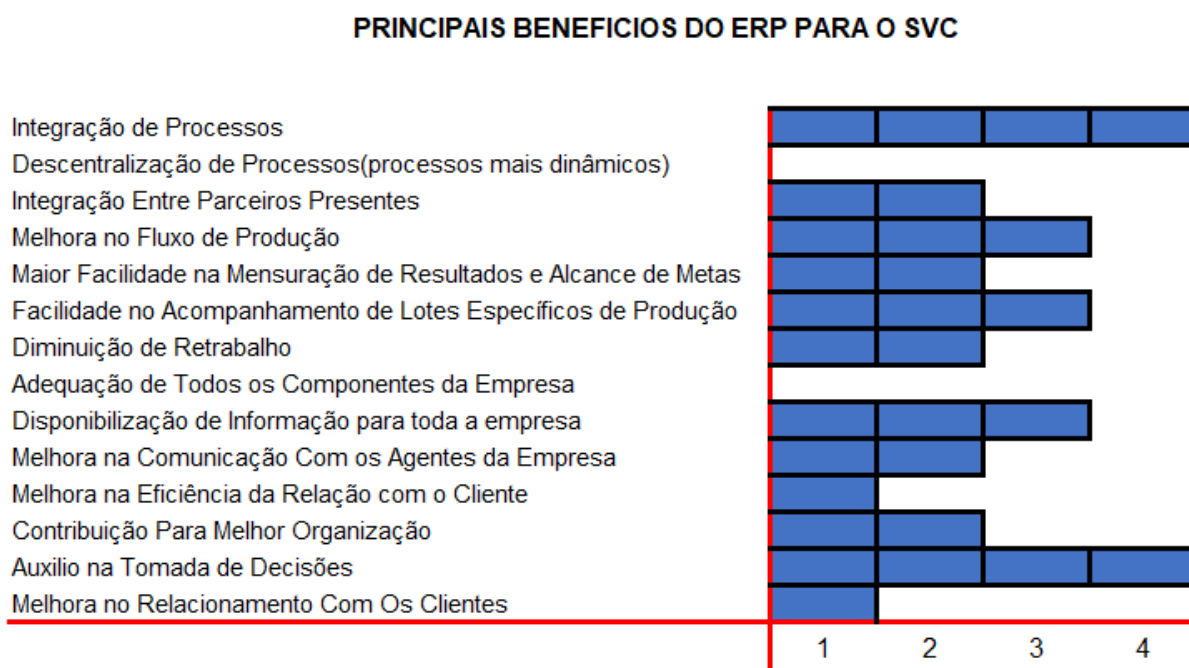 PRINCIPAIS BENEFICIOS DO ERP PARA O SVC
Integração de Processos
Descentralização de Processos(processos mais dinâmicos)
Integração Entre Parceiros Presentes
Melhora no Fluxo de Produção
Maior Facilidade na Mensuração de Resultados e Alcance de Metas
Facilidade no Acompanhamento de Lotes Específicos de Produção
Diminuição de Retrabalho
Adequação de Todos os Componentes da Empresa
Disponibilização de Informação para toda a empresa
Melhora na Comunicação Com os Agentes da Empresa
Melhora na Eficiência da Relação com o Cliente
Contribuição Para Melhor Organização
Auxilio na Tomada de Decisões
Melhora no Relacionamento Com Os Clientes
1 2 3 4